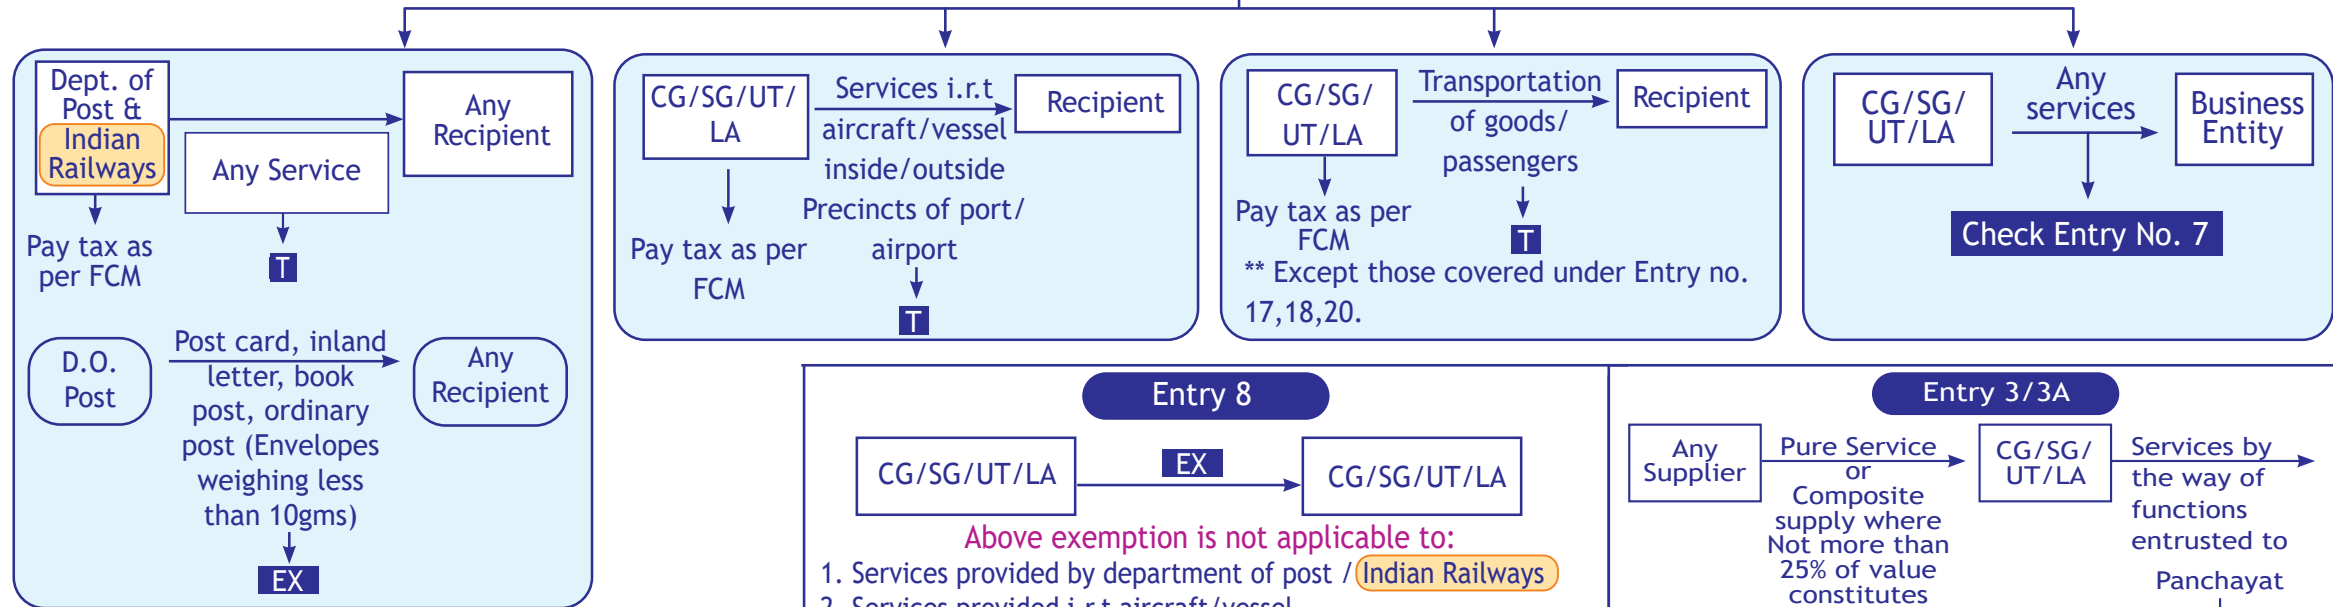 Dept. of
Post &
Indian
Railways
Any Service
Any
Recipient
Pay tax as
per FCM
T
D.O.
Post
Post card, inland
letter, book
post, ordinary
post (Envelopes
weighing less
than 10gms)
Any
Recipient
EX
CG/SG/UT/
LA
Services i.r.t
aircraft/vessel
inside/outside
Precincts of port/
airport
Recipient
Pay tax as per
FCM
T
CG/SG/
UT/LA
Transportation
of goods/
passengers
Recipient
Pay tax as per
FCM
T
** Except those covered under Entry no.
17,18,20.
CG/SG/
UT/LA
Any
services
Business
Entity
Check Entry No. 7
Entry 8
CG/SG/UT/LA
EX
CG/SG/UT/LA
Above exemption is not applicable to:
1. Services provided by department of post / Indian Railways
2. Services provided i.r.t aircraft/vessel
Entry 3/3A
Any
Supplier
Pure Service
or
Composite
supply where
Not more than
25% of value
constitutes
CG/SG/
UT/LA
Services by
the way of
functions
entrusted to
Panchayat